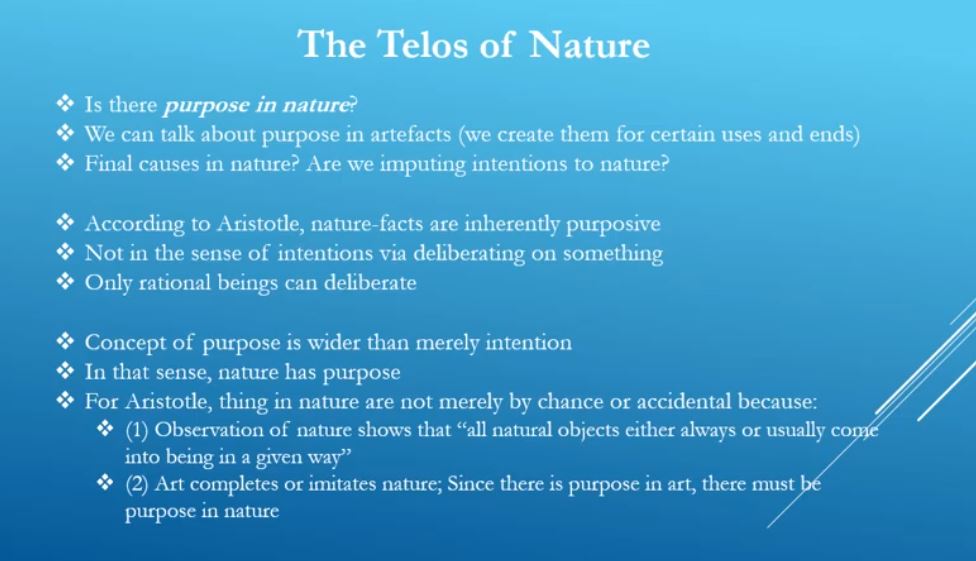 The Telos of Nature
❖ Is there purpose in nature?
❖ We can talk about purpose in artefacts (we create them for certain uses and ends)
❖ Final causes in nature? Are we imputing intentions to nature?
❖ According to Aristotle, nature-facts are inherently purposive
❖ Not in the sense of intentions via deliberating on something
❖ Only rational beings can deliberate
❖ Concept of purpose is wider than merely intention
❖ In that sense, nature has purpose
❖ For Aristotle, thing in nature are not merely by chance or accidental because:
❖ (1) Observation of nature shows that “all natural objects either always or usually come
into being in a given way”
❖ (2) Art completes or imitates nature; Since there is purpose in art, there must be
purpose in nature